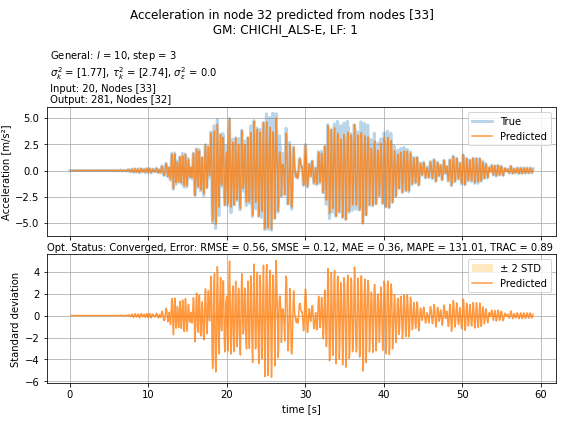 Acceleration in node 32 predicted from nodes [33]
GM: CHICHI_ALS-E, LF: 1
General: l = 10, step = 3
σ²ₖ = [1.77], τ²ₖ = [2.74], σ²ε = 0.0
Input: 20, Nodes [33]
Output: 281, Nodes [32]
Acceleration [m/s²]
5.0
2.5
0.0
−2.5
−5.0
True
Predicted
Opt. Status: Converged, Error: RMSE = 0.56, SMSE = 0.12, MAE = 0.36, MAPE = 131.01, TRAC = 0.89
Standard deviation
4
2
0
−2
−4
−6
± 2 STD
Predicted
0 10 20 30 40 50 60
time [s]